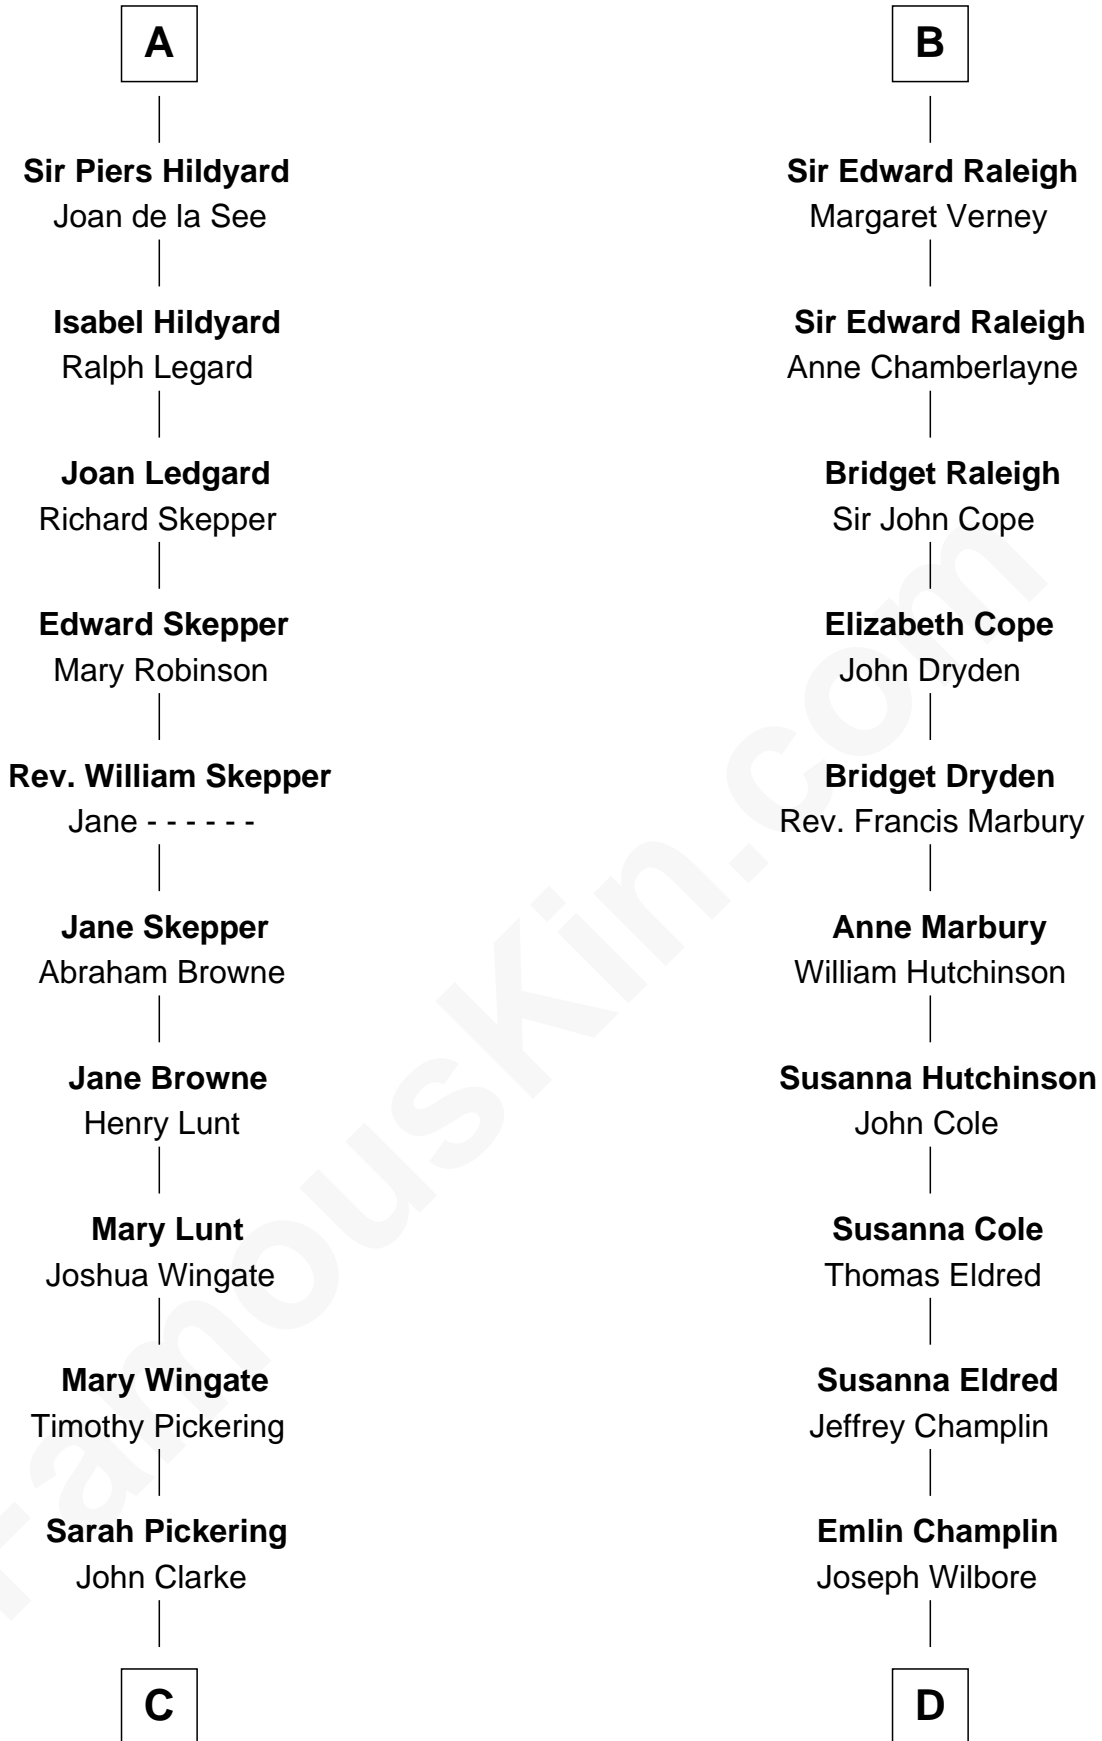 A
Sir Piers Hildyard
Joan de la See
Isabel Hildyard
Ralph Legard
Joan Ledgard
Richard Skepper
Edward Skepper
Mary Robinson
Rev. William Skepper
Jane - - - - - -
Jane Skepper
Abraham Browne
Jane Browne
Henry Lunt
Mary Lunt
Joshua Wingate
Mary Wingate
Timothy Pickering
Sarah Pickering
John Clarke
C
B
Sir Edward Raleigh
Margaret Verney
Sir Edward Raleigh
Anne Chamberlayne
Bridget Raleigh
Sir John Cope
Elizabeth Cope
John Dryden
Bridget Dryden
Rev. Francis Marbury
Anne Marbury
William Hutchinson
Susanna Hutchinson
John Cole
Susanna Cole
Thomas Eldred
Susanna Eldred
Jeffrey Champlin
Emlin Champlin
Joseph Wilbore
D
FamousKin.com